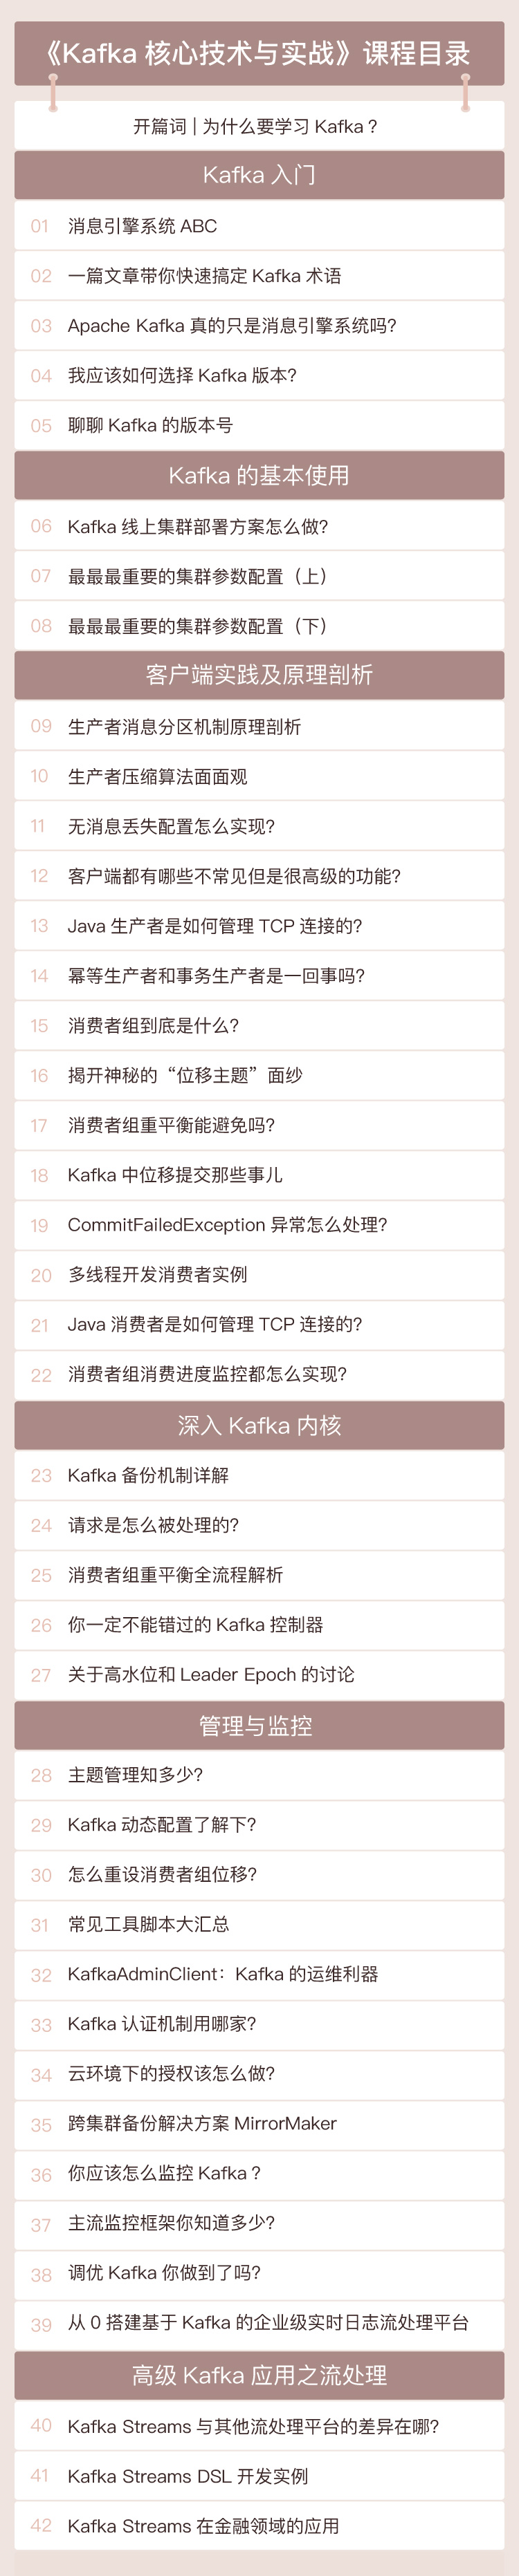 《Kafka 核心技术与实战》课程目录
开篇词 | 为什么要学习 Kafka ?
Kafka 入门
01 消息引擎系统 ABC
02 一篇文章带你快速搞定 Kafka 术语
03 Apache Kafka 真的只是消息引擎系统吗?
04 我应该如何选择 Kafka 版本?
05 聊聊 Kafka 的版本号
Kafka 的基本使用
06 Kafka 线上集群部署方案怎么做?
07 最最最重要的集群参数配置（上）
08 最最最重要的集群参数配置（下）
客户端实践及原理剖析
09 生产者消息分区机制原理剖析
10 生产者压缩算法面面观
11 无消息丢失配置怎么实现?
12 客户端都有哪些不常见但是很高级的功能?
13 Java 生产者是如何管理 TCP 连接的?
14 幂等生产者和事务生产者是一回事吗?
15 消费者组到底是什么?
16 揭开神秘的“位移主题”面纱
17 消费者组重平衡能避免吗?
18 Kafka 中位移提交那些事儿
19 CommitFailedException 异常怎么处理?
20 多线程开发消费者实例
21 Java 消费者是如何管理 TCP 连接的?
22 消费者组消费进度监控都怎么实现?
深入 Kafka 内核
23 Kafka 备份机制详解
24 请求是怎么被处理的?
25 消费者组重平衡全流程解析
26 你一定不能错过的 Kafka 控制器
27 关于高水位和 Leader Epoch 的讨论
管理与监控
28 主题管理知多少?
29 Kafka 动态配置了解下?
30 怎么重设消费者组位移?
31 常见工具脚本大汇总
32 KafkaAdminClient：Kafka 的运维利器
33 Kafka 认证机制用哪家?
34 云环境下的授权该怎么做?
35 跨集群备份解决方案 MirrorMaker
36 你应该怎么监控 Kafka ?
37 主流监控框架你知道多少?
38 调优 Kafka 你做到了吗?
39 从 0 搭建基于 Kafka 的企业级实时日志流处理平台
高级 Kafka 应用之流处理
40 Kafka Streams 与其他流处理平台的差异在哪?
41 Kafka Streams DSL 开发实例
42 Kafka Streams 在金融领域的应用